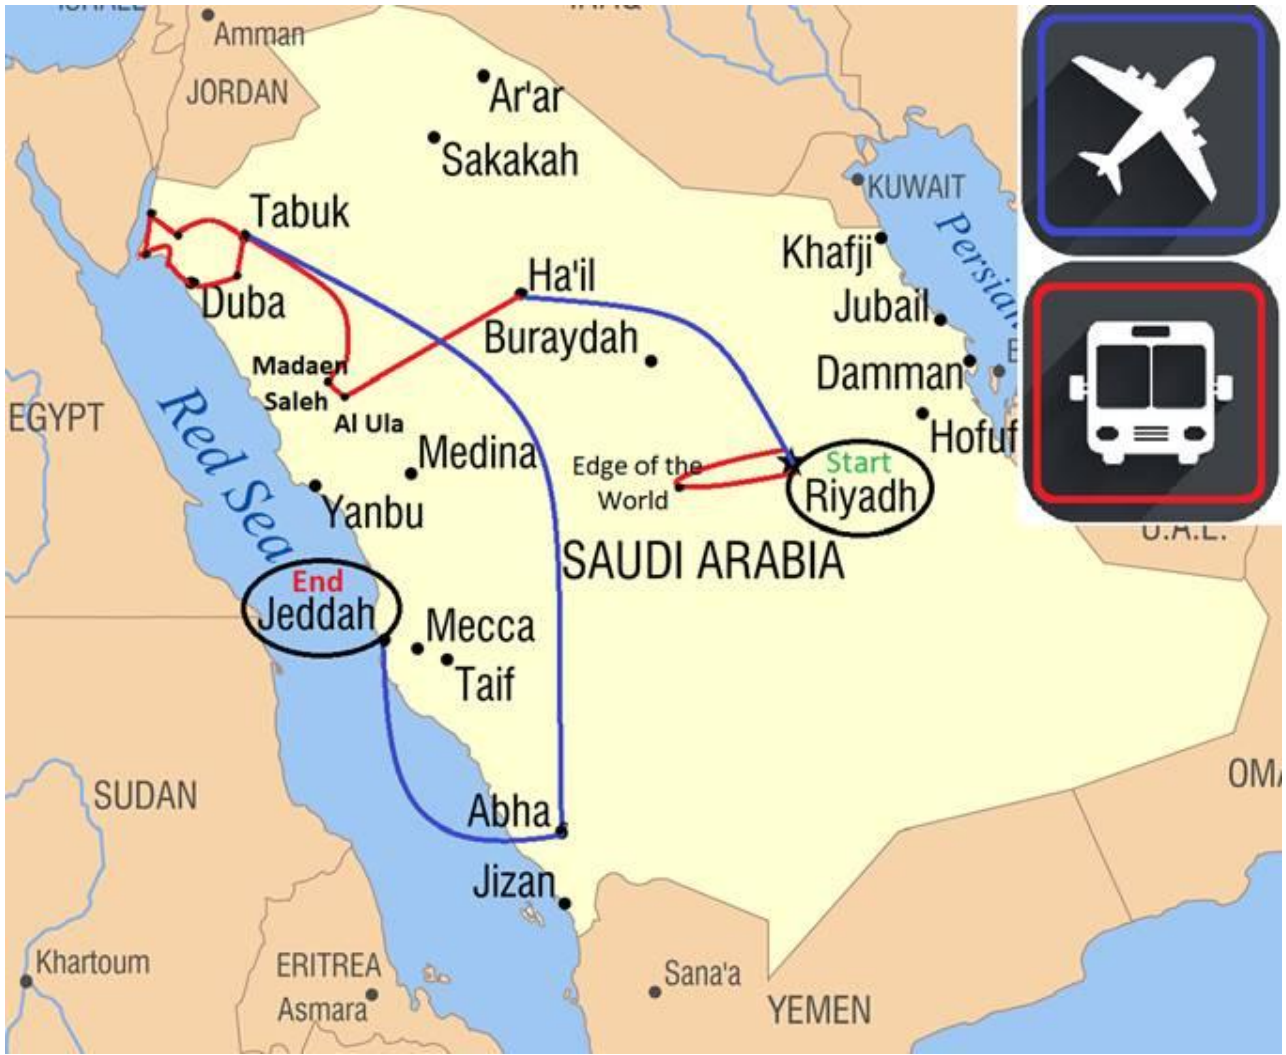 Amman
JORDAN
Ar'ar
Sakakah
KUWAIT
Tabuk
Persian
Khafji
Ha'il
Duba
Jubail
Buraydah
Madaen
Saleh
Damman
EGYPT
Al Ula
Red Sea
Hofuf
Medina
Edge of the
World
Start
Riyadh
Yanbu
U.A.E.
SAUDI ARABIA
End
Jeddah
Mecca
Taif
SUDAN
Abha
OMA
Jizan
Khartoum
ERITREA
Asmara
Sana'a
YEMEN